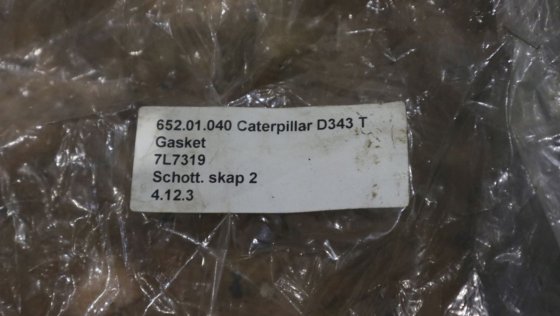 652.01.040 Caterpillar D343 T
Gasket
7L7319
Schott. skap 2
4.12.3